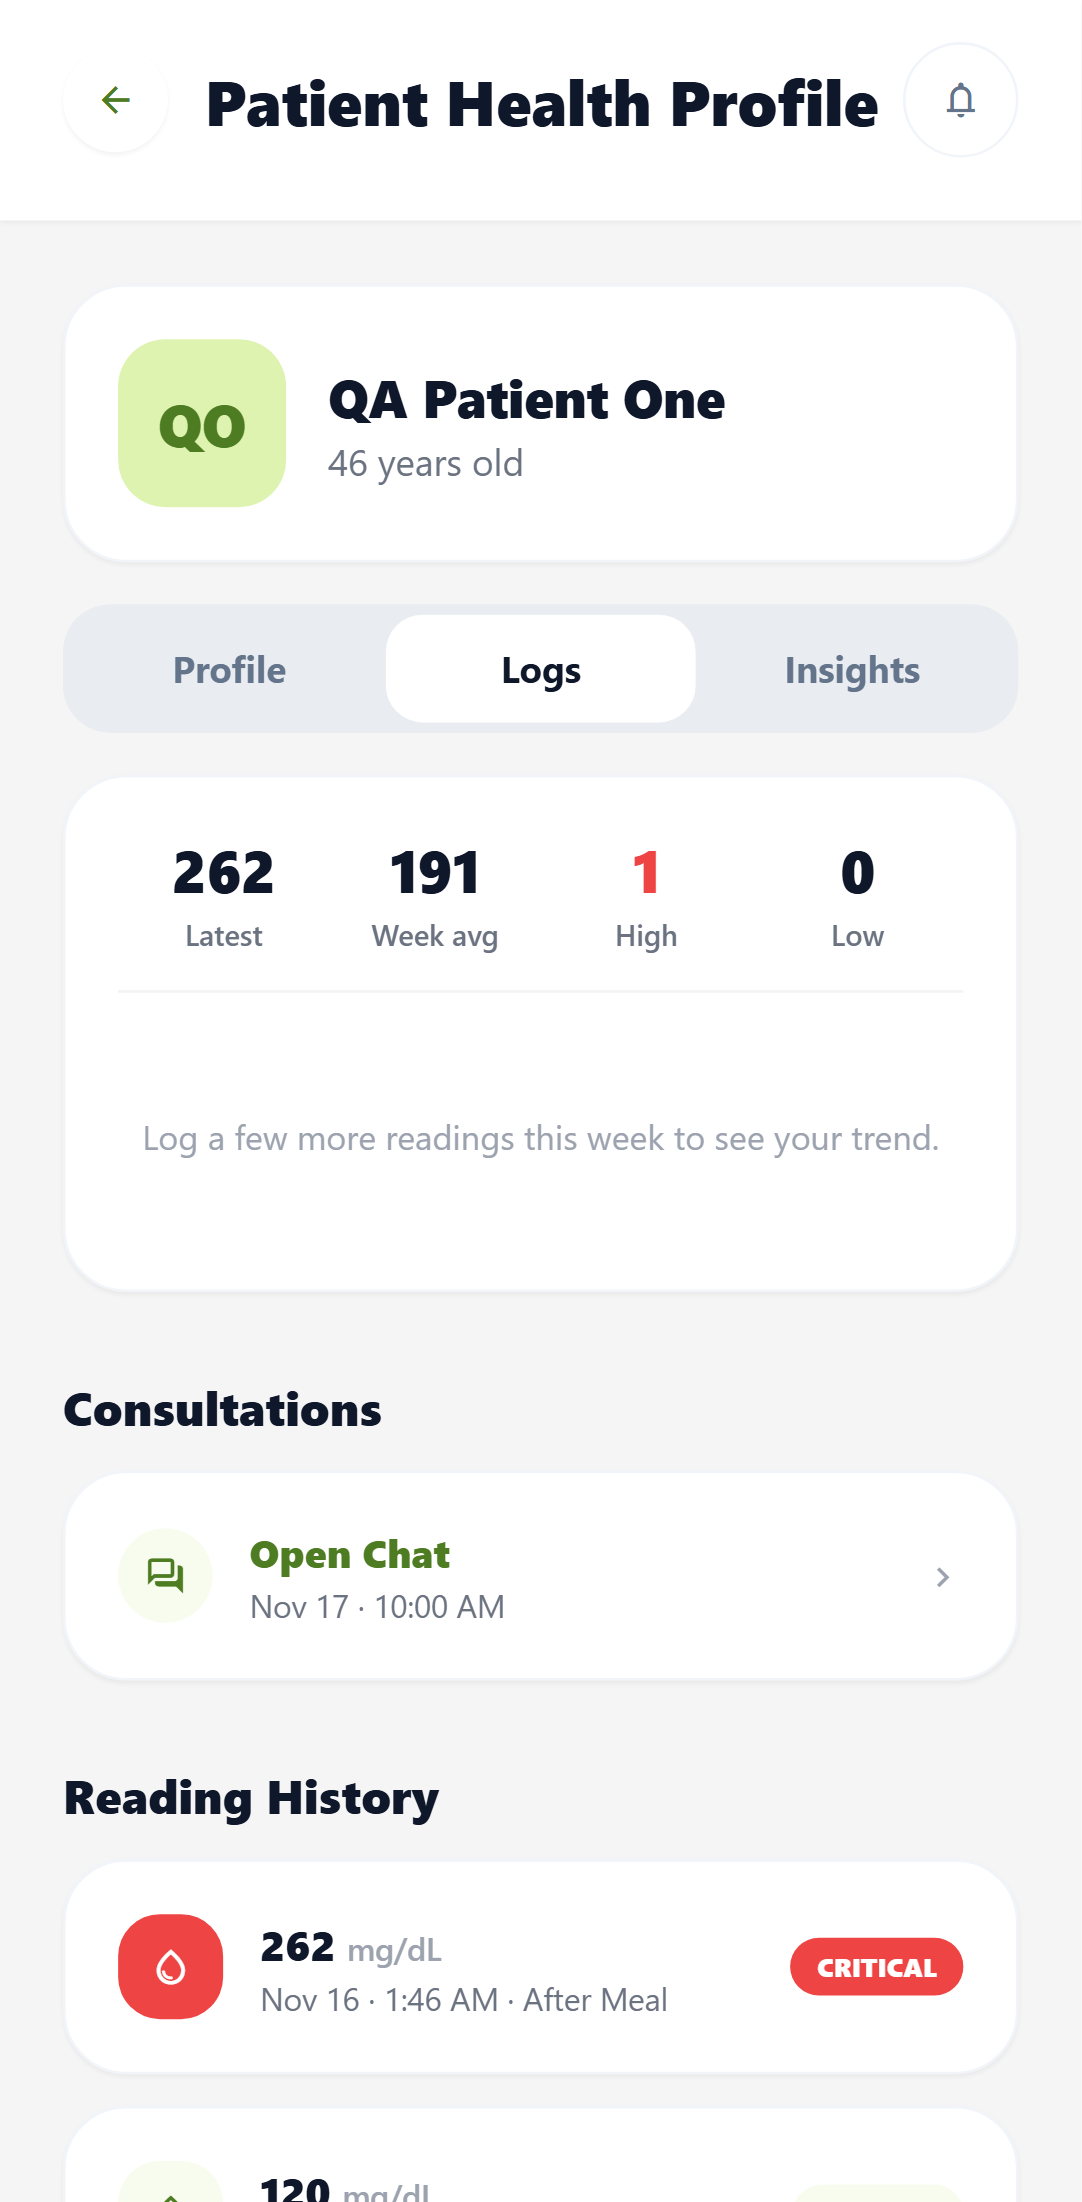 Patient Health Profile
QO
QA Patient One
46 years old
Profile
Logs
Insights
262
191
1
0
Latest
Week avg
High
Low
Log a few more readings this week to see your trend.
Consultations
Open Chat
Nov 17 · 10:00 AM
Reading History
262 mg/dL
CRITICAL
Nov 16 · 1:46 AM · After Meal
120 mg/dL